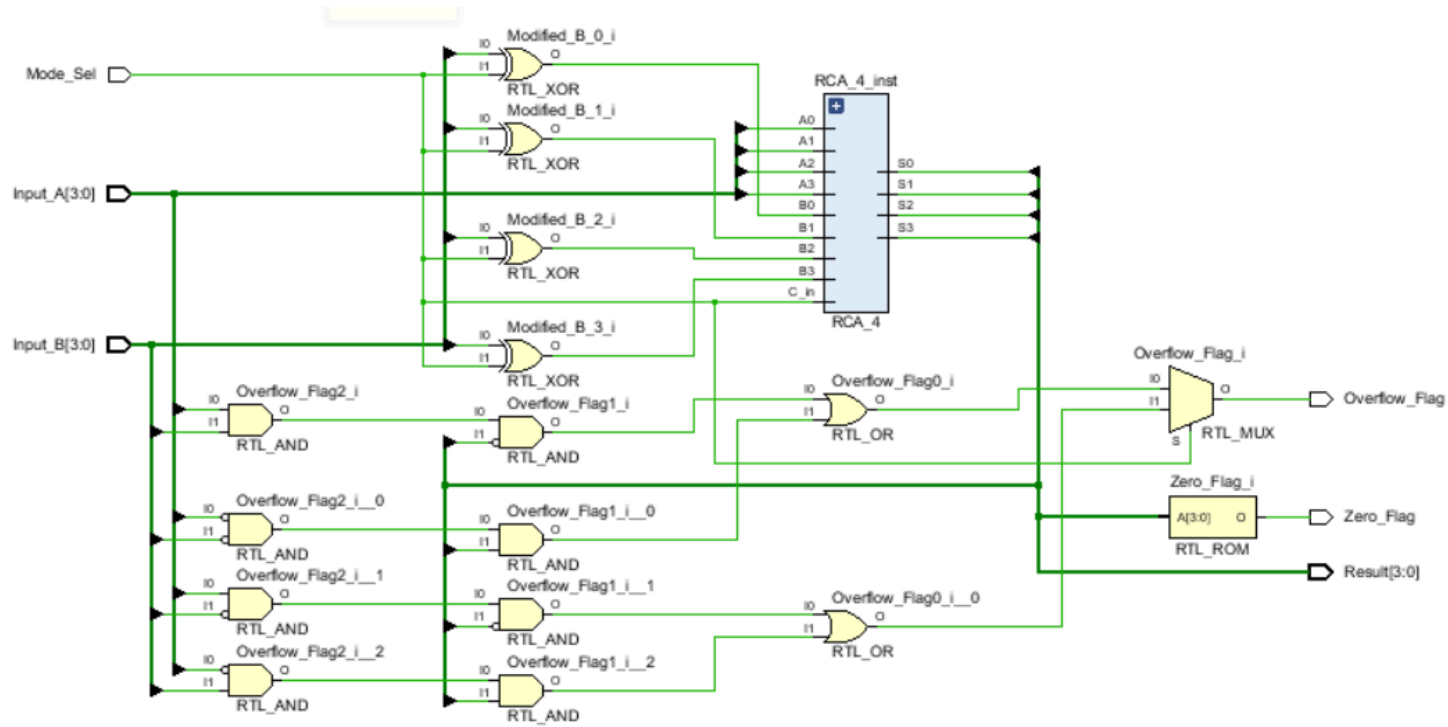 Mode_Sel
Input_A[3:0]
Input_B[3:0]
Modified_B_0_i
I0
I1
O
RTL_XOR
Modified_B_1_i
I0
I1
O
RTL_XOR
Modified_B_2_i
I0
I1
O
RTL_XOR
Modified_B_3_i
I0
I1
O
RTL_XOR
RCA_4_inst
A0
A1
A2
A3
B0
B1
B2
B3
C_in
S0
S1
S2
S3
RCA_4
Overflow_Flag2_i
I0
I1
O
RTL_AND
Overflow_Flag1_i
I0
I1
O
RTL_AND
Overflow_Flag0_i
I0
I1
O
RTL_OR
Overflow_Flag_i
I0
I1
O
S
RTL_MUX
Overflow_Flag
Overflow_Flag2_i__0
I0
I1
O
RTL_AND
Overflow_Flag1_i__0
I0
I1
O
RTL_AND
Zero_Flag_i
A[3:0]
O
RTL_ROM
Zero_Flag
Result[3:0]
Overflow_Flag2_i__1
I0
I1
O
RTL_AND
Overflow_Flag1_i__1
I0
I1
O
RTL_AND
Overflow_Flag0_i__0
I0
I1
O
RTL_OR
Overflow_Flag2_i__2
I0
I1
O
RTL_AND
Overflow_Flag1_i__2
I0
I1
O
RTL_AND